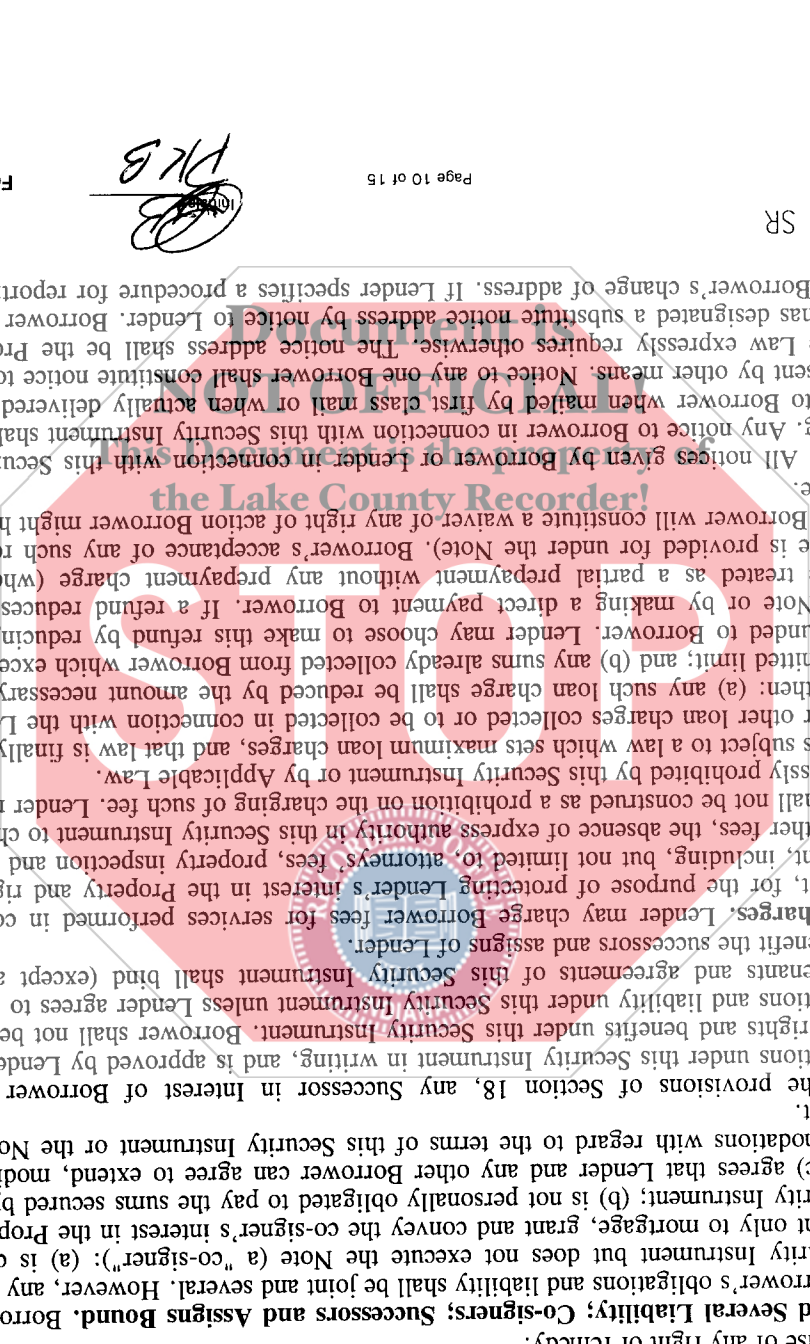 se of any right or remedy.
d Several Liability; Co-signers; Successors and Assigns Bound. Borro
rrower's obligations and liability shall be joint and several. However, any
rity Instrument but does not execute the Note (a "co-signer"): (a) is c
nt only to mortgage, grant and convey the co-signer's interest in the Prop
rity Instrument; (b) is not personally obligated to pay the sums secured by
c) agrees that Lender and any other Borrower can agree to extend, modi
modations with regard to the terms of this Security Instrument or the No
t.
he provisions of Section 18, any Successor in Interest of Borrower
tions under this Security Instrument in writing, and is approved by Lende
rights and benefits under this Security Instrument. Borrower shall not be
tions and liability under this Security Instrument unless Lender agrees to
enants and agreements of this Security Instrument shall bind (except a
enefit the successors and assigns of Lender.
harges. Lender may charge Borrower fees for services performed in co
t, for the purpose of protecting Lender's interest in the Property and rig
nt, including, but not limited to, attorneys' fees, property inspection and
ther fees, the absence of express authority in this Security Instrument to ch
all not be construed as a prohibition on the charging of such fee. Lender
ssly prohibited by this Security Instrument or by Applicable Law.
s subject to a law which sets maximum loan charges, and that law is finally
r other loan charges collected or to be collected in connection with the L
then: (a) any such loan charge shall be reduced by the amount necessary
mitted limit; and (b) any sums already collected from Borrower which exce
unded to Borrower. Lender may choose to make this refund by reducin
Note or by making a direct payment to Borrower. If a refund reduces
treated as a partial prepayment without any prepayment charge (whe
e is provided for under the Note). Borrower's acceptance of any such re
Borrower will constitute a waiver of any right of action Borrower might h
e.
All notices given by Borrower or Lender in connection with this Secur
g. Any notice to Borrower in connection with this Security Instrument shall
to Borrower when mailed by first class mail or when actually delivered
sent by other means. Notice to any one Borrower shall constitute notice to
e Law expressly requires otherwise. The notice address shall be the Pro
has designated a substitute notice address by notice to Lender. Borrower
Borrower's change of address. If Lender specifies a procedure for reporti
SR
Page 10 of 15
Initials
PKB
Fo
Document is
NOT OFFICIAL!
This Document is the property of
the Lake County Recorder!
STOP